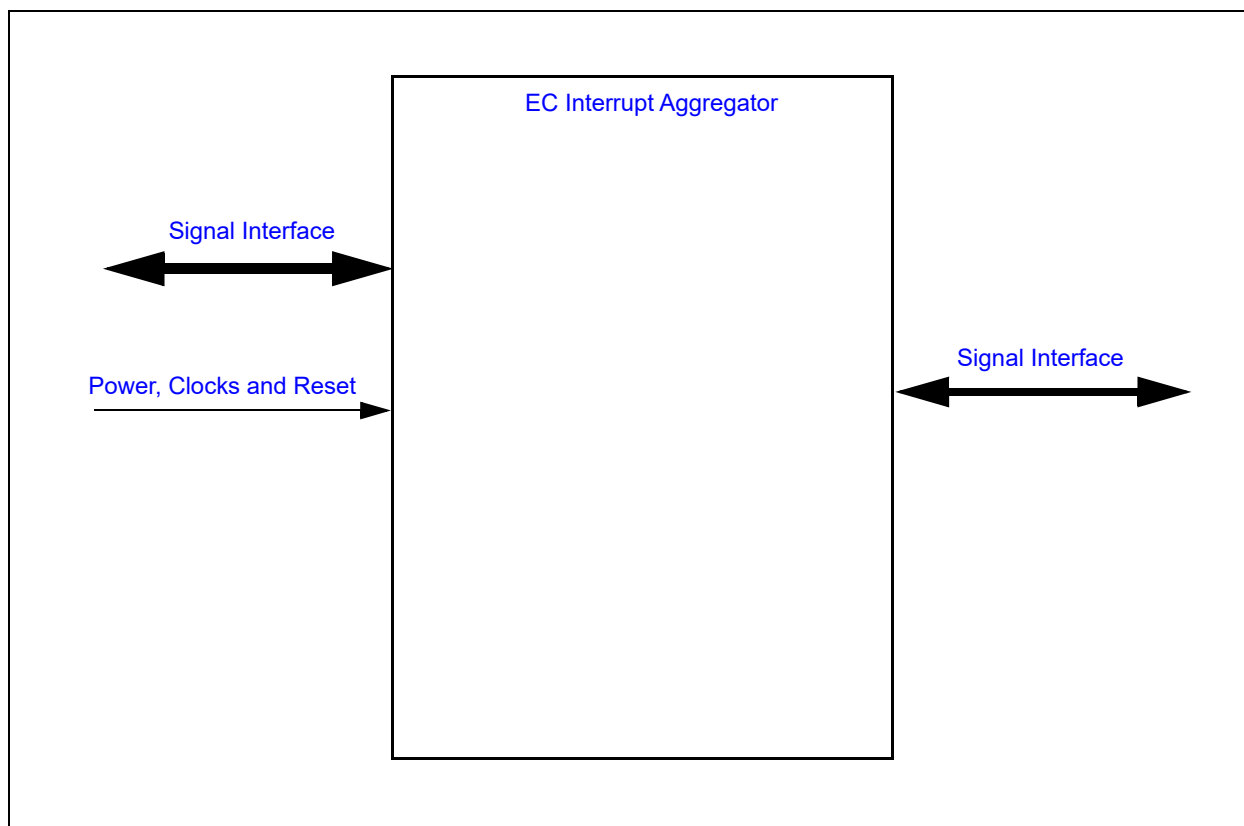 EC Interrupt Aggregator
Signal Interface
Power, Clocks and Reset
Signal Interface